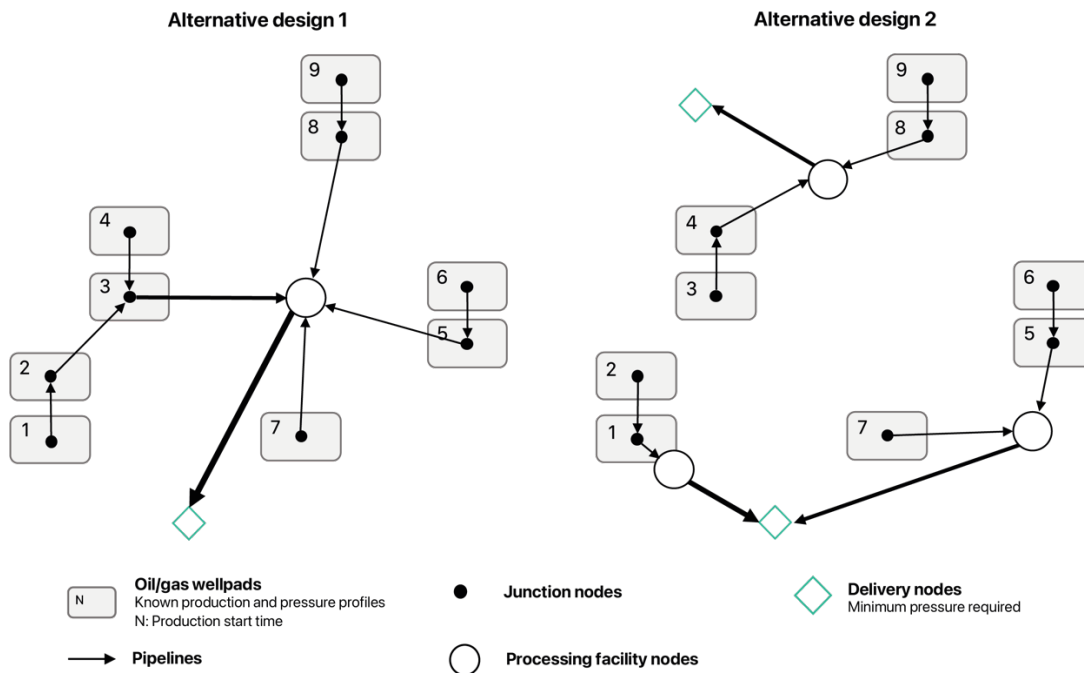 Alternative design 1
9
8
4
3
6
5
2
1
7
Alternative design 2
9
8
4
3
6
5
2
1
7
N
Oil/gas wellpads
Known production and pressure profiles
N: Production start time
Pipelines
Junction nodes
Processing facility nodes
Delivery nodes
Minimum pressure required